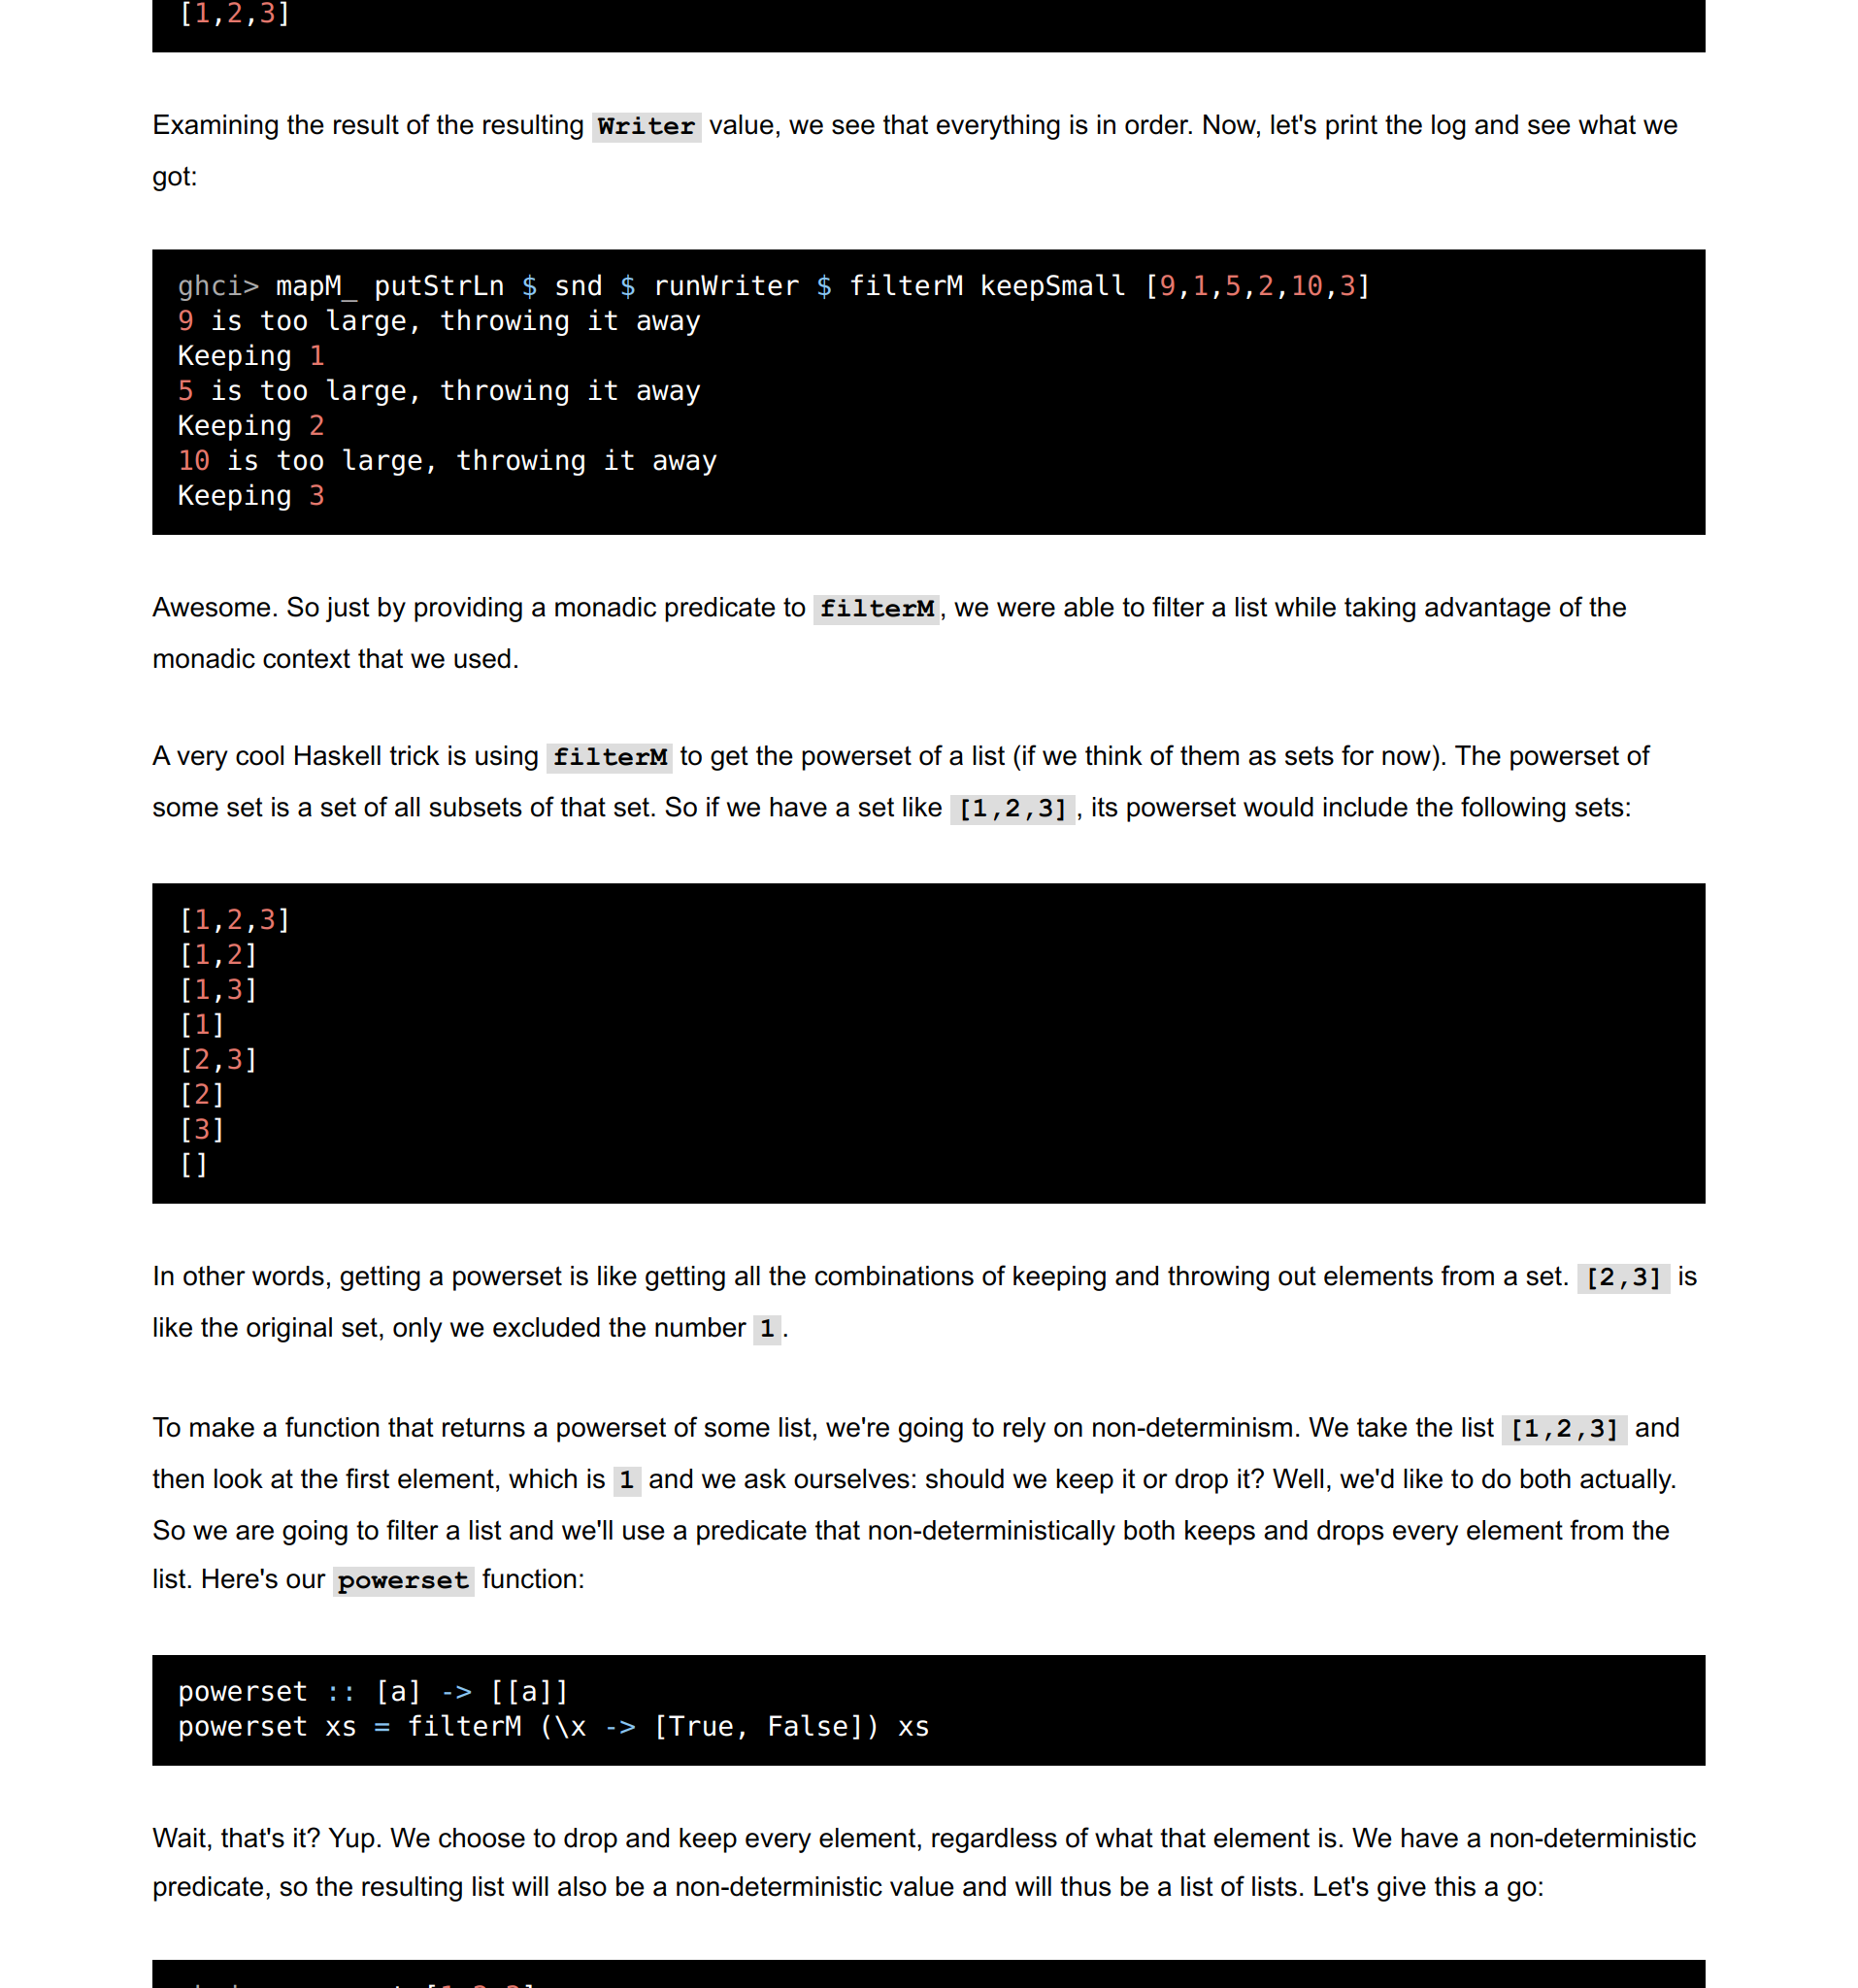 [1,2,3]
Examining the result of the resulting Writer value, we see that everything is in order. Now, let's print the log and see what we
got:
ghci> mapM_ putStrLn $ snd $ runWriter $ filterM keepSmall [9,1,5,2,10,3]
9 is too large, throwing it away
Keeping 1
5 is too large, throwing it away
Keeping 2
10 is too large, throwing it away
Keeping 3
Awesome. So just by providing a monadic predicate to filterM, we were able to filter a list while taking advantage of the
monadic context that we used.
A very cool Haskell trick is using filterM to get the powerset of a list (if we think of them as sets for now). The powerset of
some set is a set of all subsets of that set. So if we have a set like [1,2,3], its powerset would include the following sets:
[1,2,3]
[1,2]
[1,3]
[1]
[2,3]
[2]
[3]
[]
In other words, getting a powerset is like getting all the combinations of keeping and throwing out elements from a set. [2,3] is
like the original set, only we excluded the number 1.
To make a function that returns a powerset of some list, we're going to rely on non-determinism. We take the list [1,2,3] and
then look at the first element, which is 1 and we ask ourselves: should we keep it or drop it? Well, we'd like to do both actually.
So we are going to filter a list and we'll use a predicate that non-deterministically both keeps and drops every element from the
list. Here's our powerset function:
powerset :: [a] -> [[a]]
powerset xs = filterM (\x -> [True, False]) xs
Wait, that's it? Yup. We choose to drop and keep every element, regardless of what that element is. We have a non-deterministic
predicate, so the resulting list will also be a non-deterministic value and will thus be a list of lists. Let's give this a go: